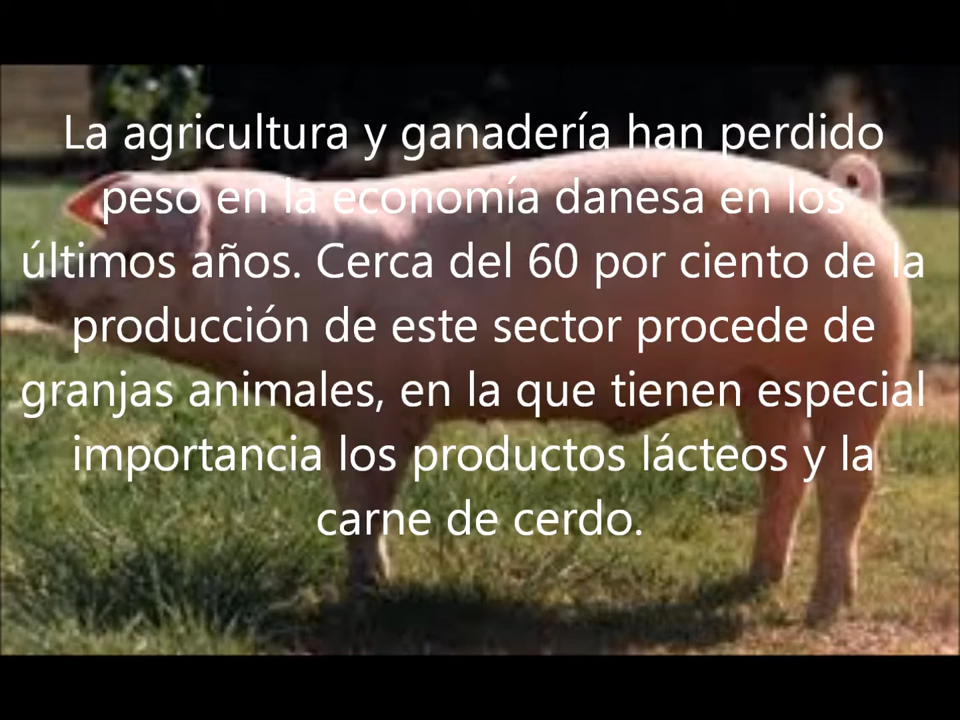 La agricultura y ganadería han perdido
peso en la economía danesa en los
últimos años. Cerca del 60 por ciento de la
producción de este sector procede de
granjas animales, en la que tienen especial
importancia los productos lácteos y la
carne de cerdo.